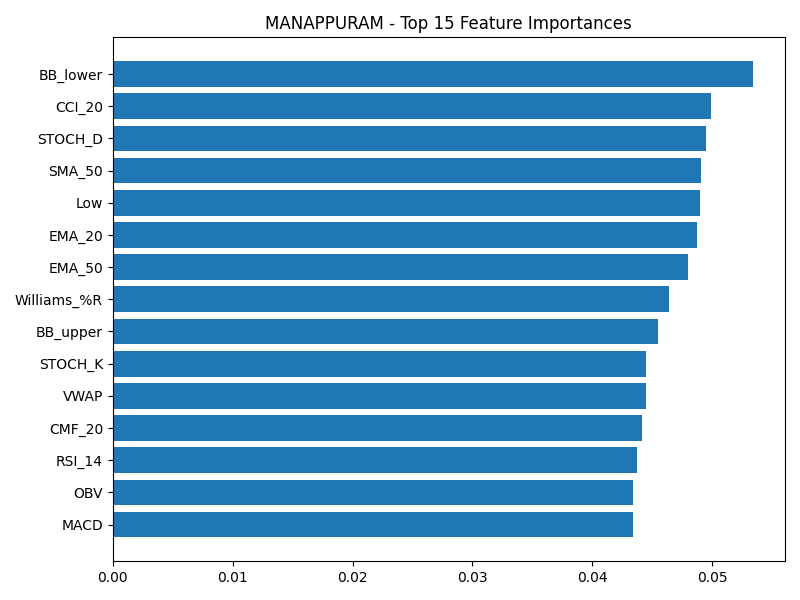 MANAPPURAM - Top 15 Feature Importances
BB_lower
CCI_20
STOCH_D
SMA_50
Low
EMA_20
EMA_50
Williams_%R
BB_upper
STOCH_K
VWAP
CMF_20
RSI_14
OBV
MACD
0.00 0.01 0.02 0.03 0.04 0.05